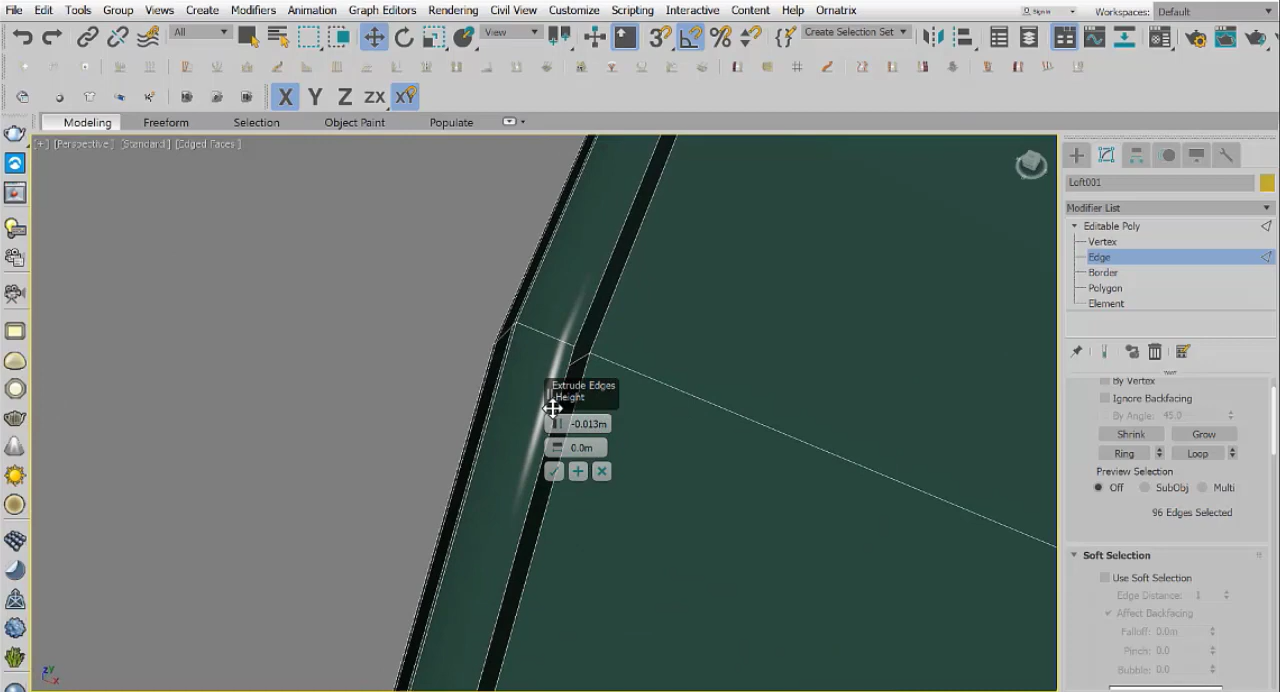 File Edit Tools Group Views Create Modifiers Animation Graph Editors Rendering Civil View Customize Scripting Interactive Content Help Ornatrix Sign In Workspaces: Default
All View 3 % Create Selection Set
X Y Z ZX XY
Modeling Freeform Selection Object Paint Populate
[+] [Perspective] [Standard] [Edged Faces]
Loft001
Modifier List
Editable Poly
Vertex
Edge
Border
Polygon
Element
Extrude Edges
Height
-0.013m
0.0m
By Vertex
Ignore Backfacing
By Angle: 45.0
Shrink Grow
Ring Loop
Preview Selection
Off SubObj Multi
96 Edges Selected
Soft Selection
Use Soft Selection
Edge Distance: 1
Affect Backfacing
Falloff: 0.0m
Pinch: 0.0
Bubble: 0.0
z Y x